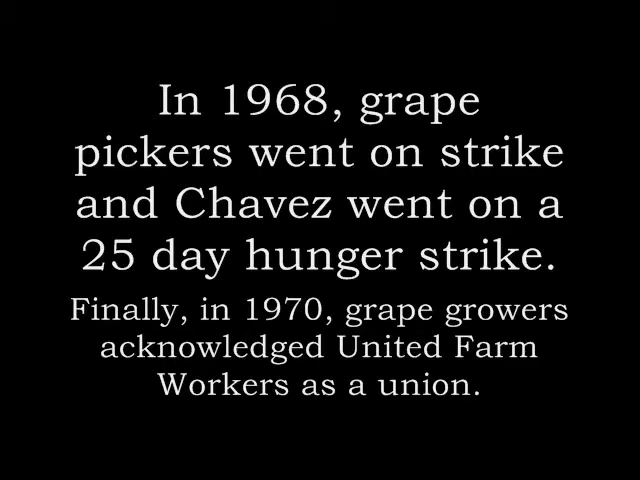 In 1968, grape
pickers went on strike
and Chavez went on a
25 day hunger strike.
Finally, in 1970, grape growers
acknowledged United Farm
Workers as a union.